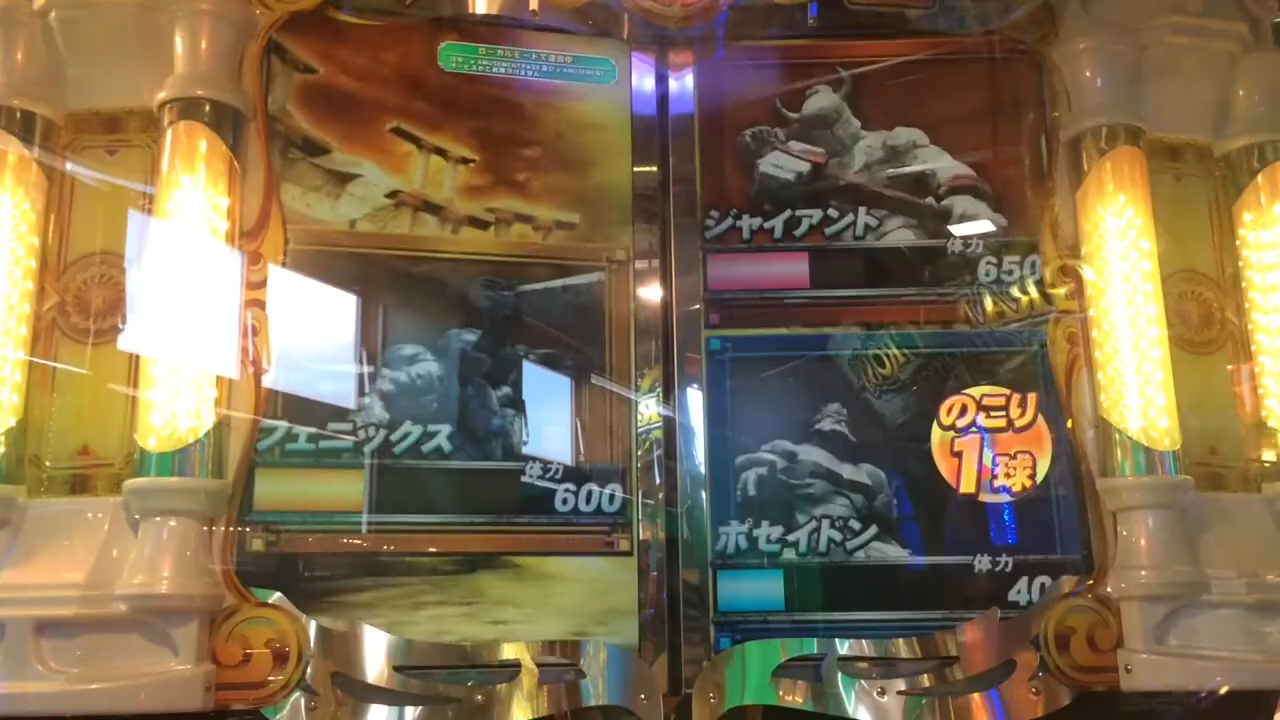 ローカルモードで運営中
フェニックス
体力
600
ジャイアント
体力
650
のこり
1球
ポセイドン
体力